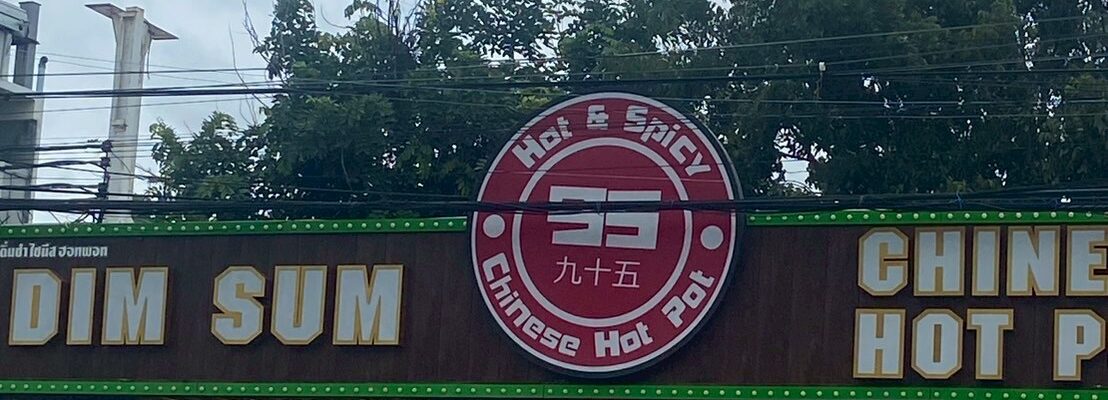 ติ่มซำ ไชนีส ฮอทพอท
DIM SUM
Hot & Spicy
95
九十五
Chinese Hot Pot
CHINE
HOT P